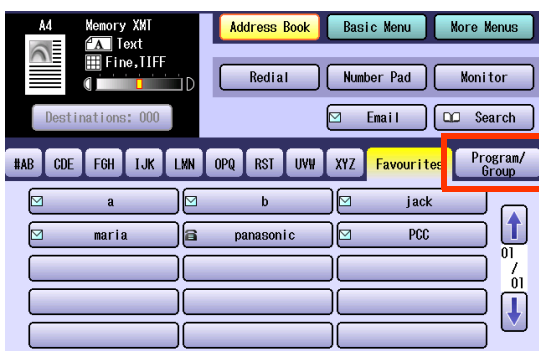 A4 Memory XMT
A Text
Fine,TIFF
D
Destinations: 000
Address Book Basic Menu More Menus
Redial Number Pad Monitor
Email Search
#AB CDE FGH IJK LMN OPQ RST UVW XYZ Favourites Program/
Group
a b jack
maria panasonic PCC
01
/
01